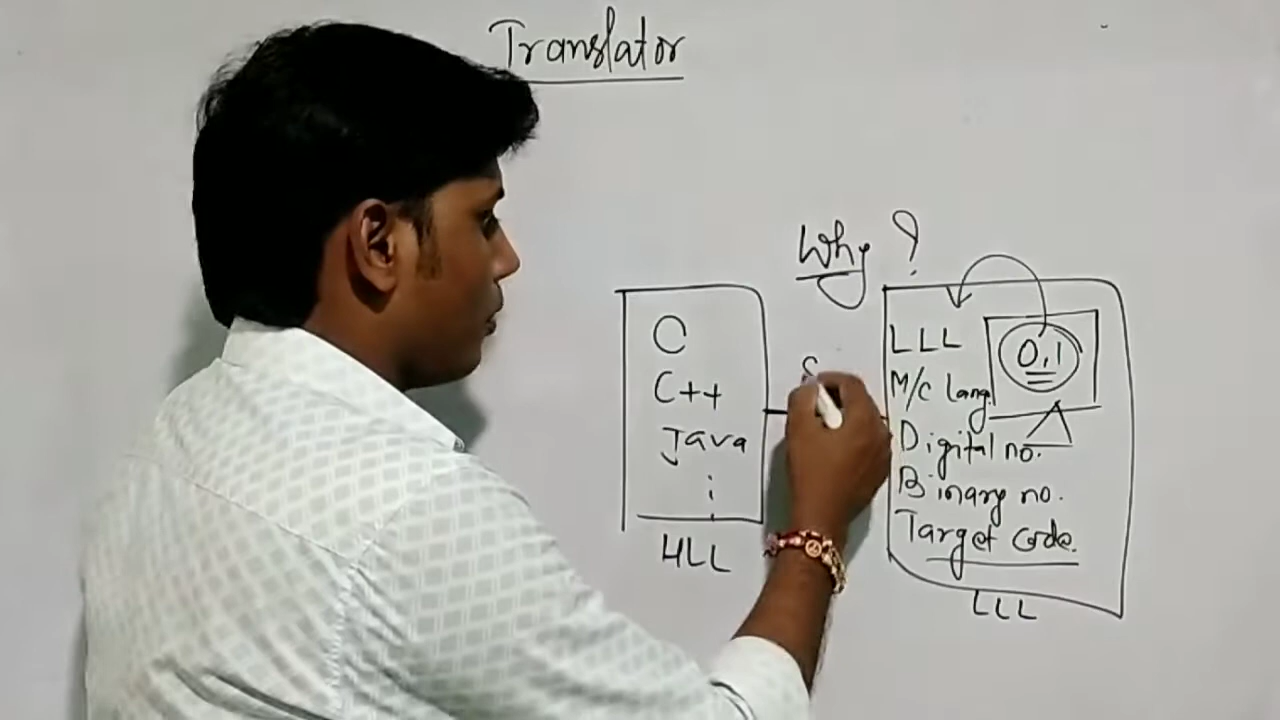 Translator
Why ?
C
C++
Java
HLL
LLL
0,1
M/c lang.
Digital no.
Binary no.
Target code.
LLL